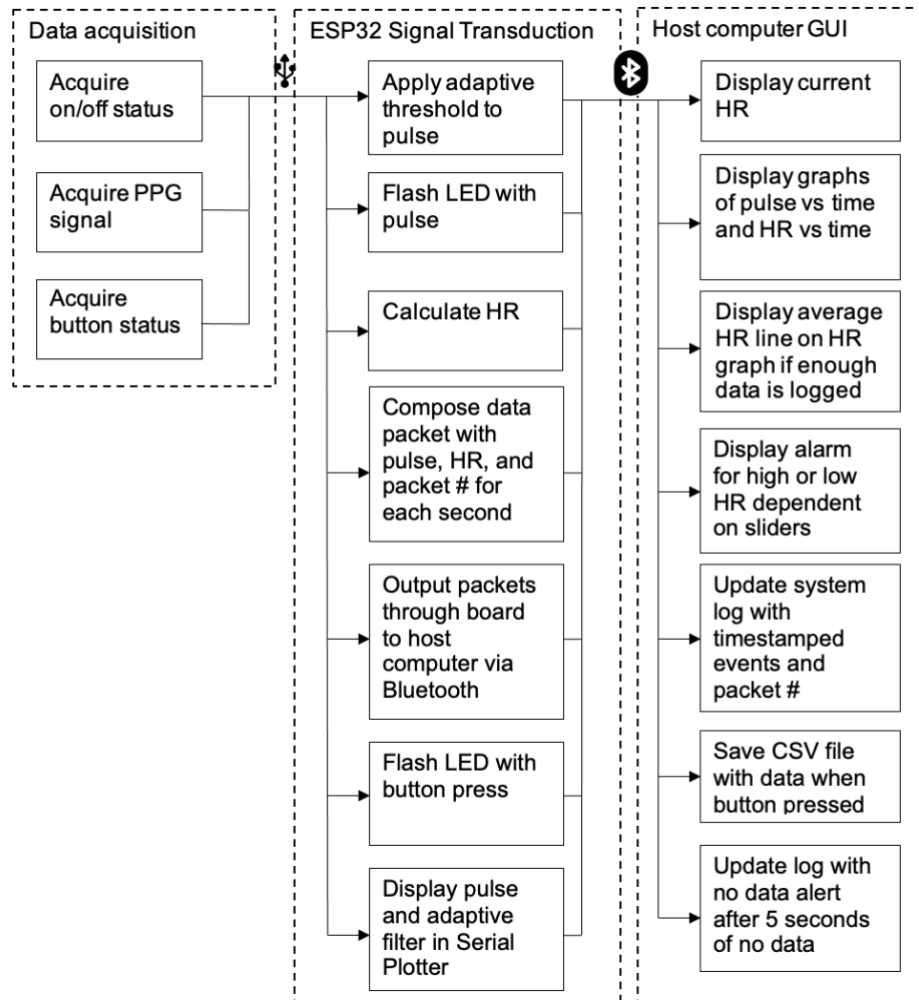 Data acquisition
Acquire
on/off status
Acquire PPG
signal
Acquire
button status
ESP32 Signal Transduction
Apply adaptive
threshold to
pulse
Flash LED with
pulse
Calculate HR
Compose data
packet with
pulse, HR, and
packet # for
each second
Output packets
through board
to host
computer via
Bluetooth
Flash LED with
button press
Display pulse
and adaptive
filter in Serial
Plotter
Host computer GUI
Display current
HR
Display graphs
of pulse vs time
and HR vs time
Display average
HR line on HR
graph if enough
data is logged
Display alarm
for high or low
HR dependent
on sliders
Update system
log with
timestamped
events and
packet #
Save CSV file
with data when
button pressed
Update log with
no data alert
after 5 seconds
of no data